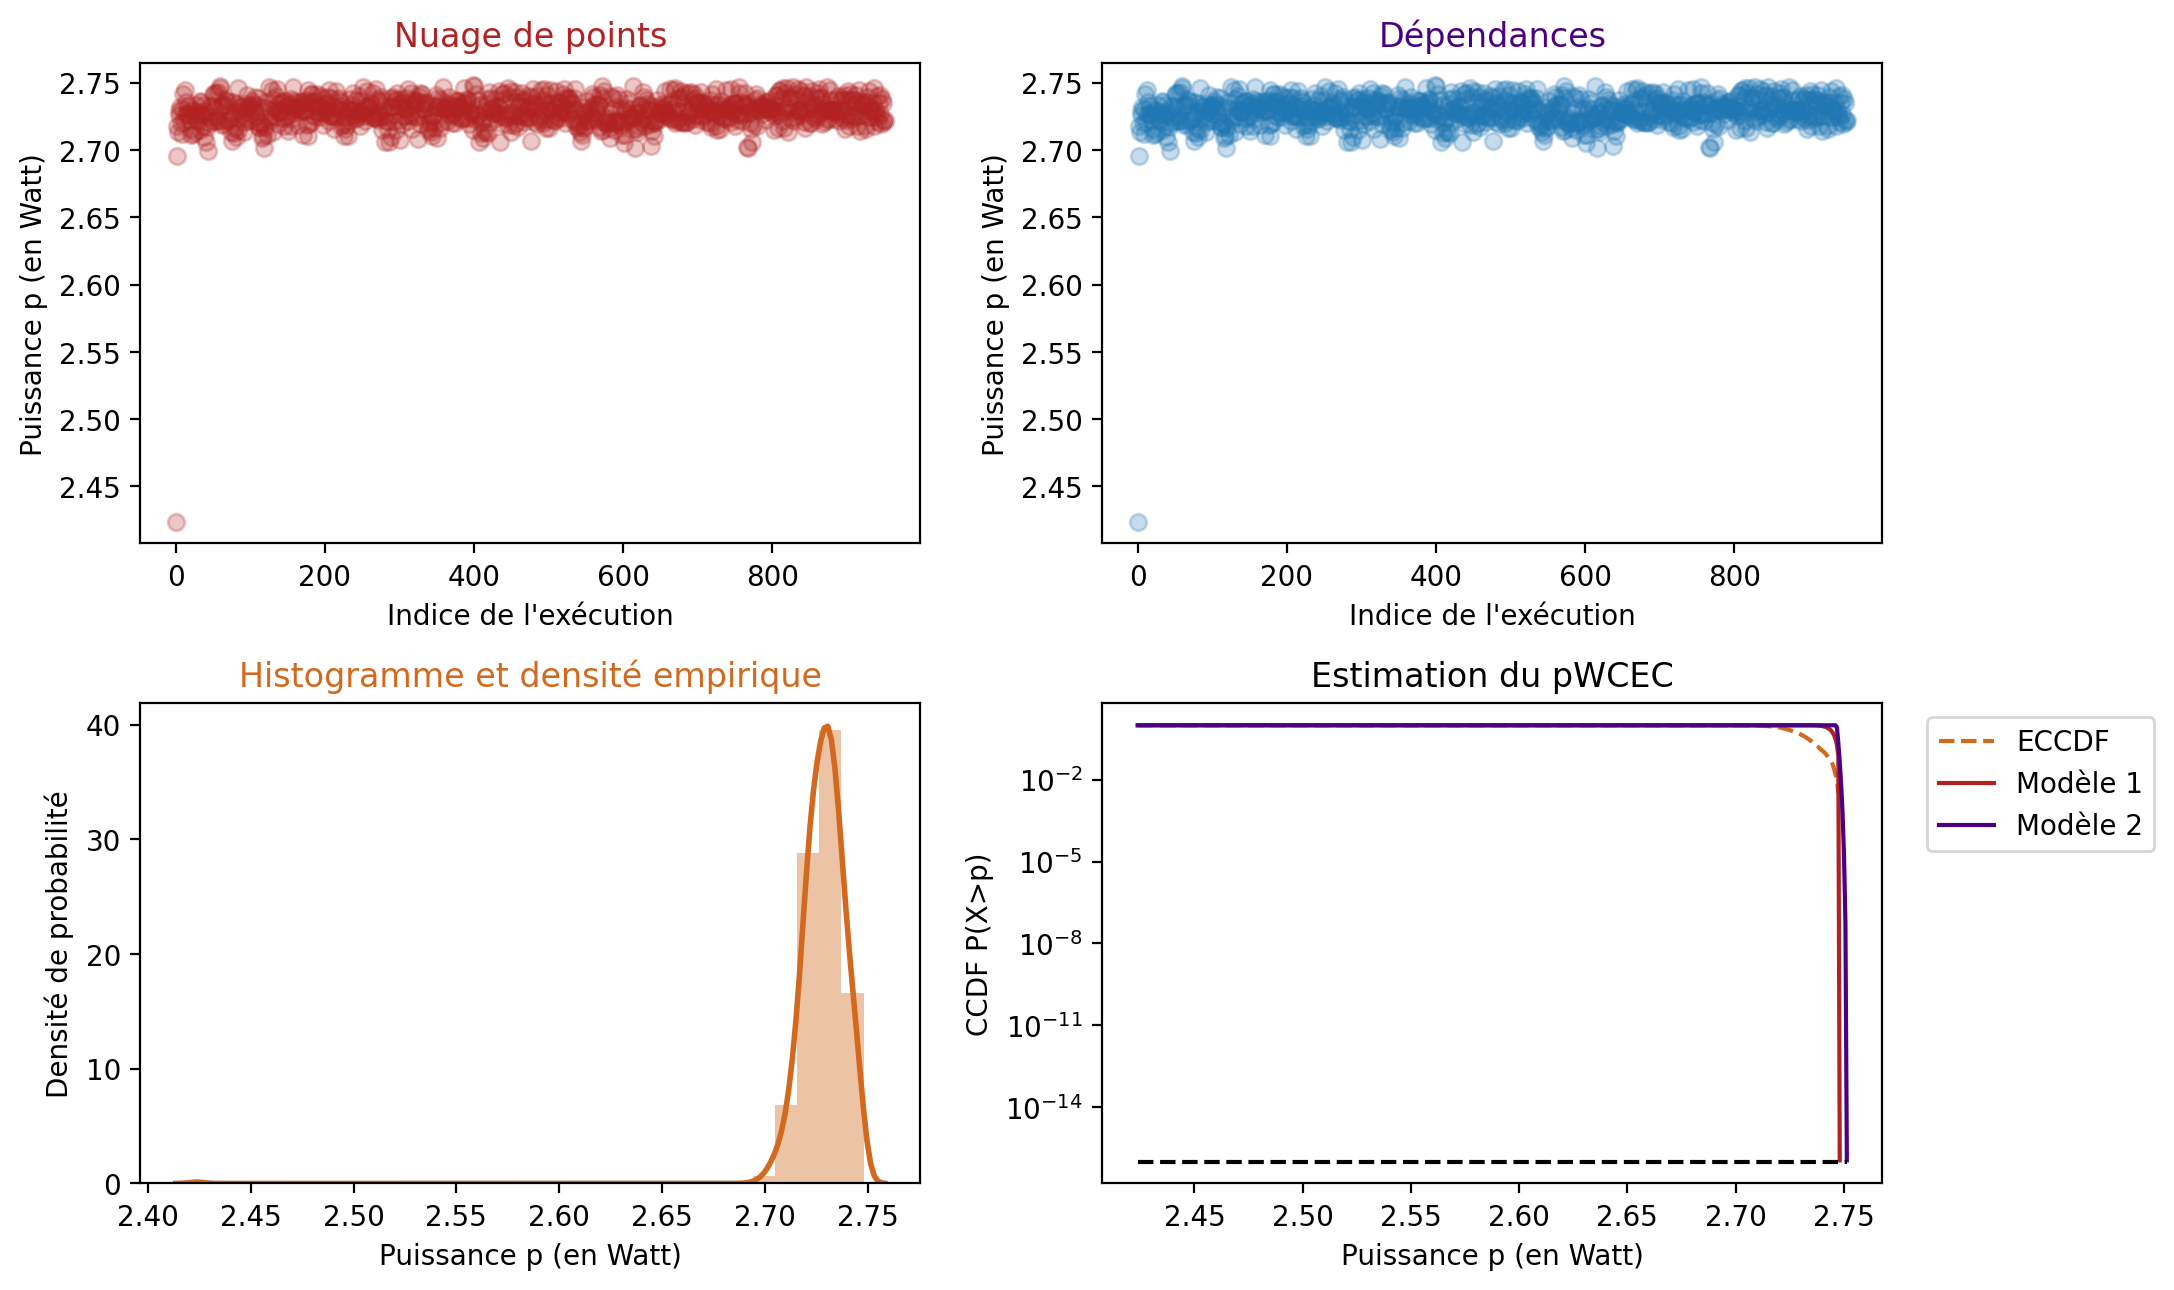 Nuage de points
Puissance p (en Watt)
2.75
2.70
2.65
2.60
2.55
2.50
2.45
0 200 400 600 800
Indice de l'exécution
Dépendances
Puissance p (en Watt)
2.75
2.70
2.65
2.60
2.55
2.50
2.45
0 200 400 600 800
Indice de l'exécution
Histogramme et densité empirique
Densité de probabilité
40
30
20
10
0
2.40 2.45 2.50 2.55 2.60 2.65 2.70 2.75
Puissance p (en Watt)
Estimation du pWCEC
CCDF P(X>p)
10⁻²
10⁻⁵
10⁻⁸
10⁻¹¹
10⁻¹⁴
2.45 2.50 2.55 2.60 2.65 2.70 2.75
Puissance p (en Watt)
ECCDF
Modèle 1
Modèle 2